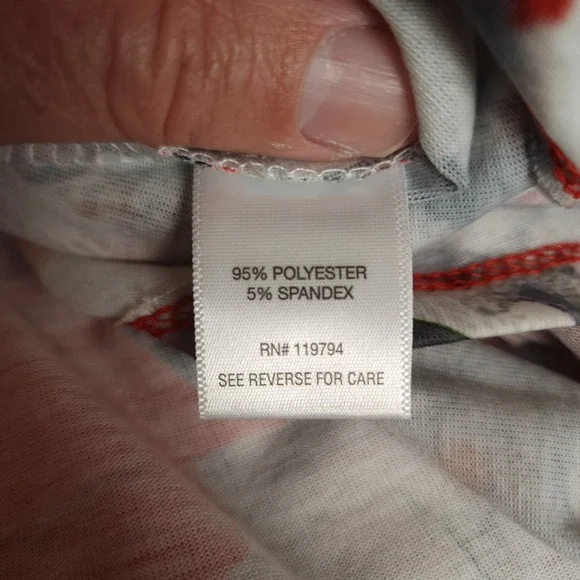 95% POLYESTER
5% SPANDEX
RN# 119794
SEE REVERSE FOR CARE